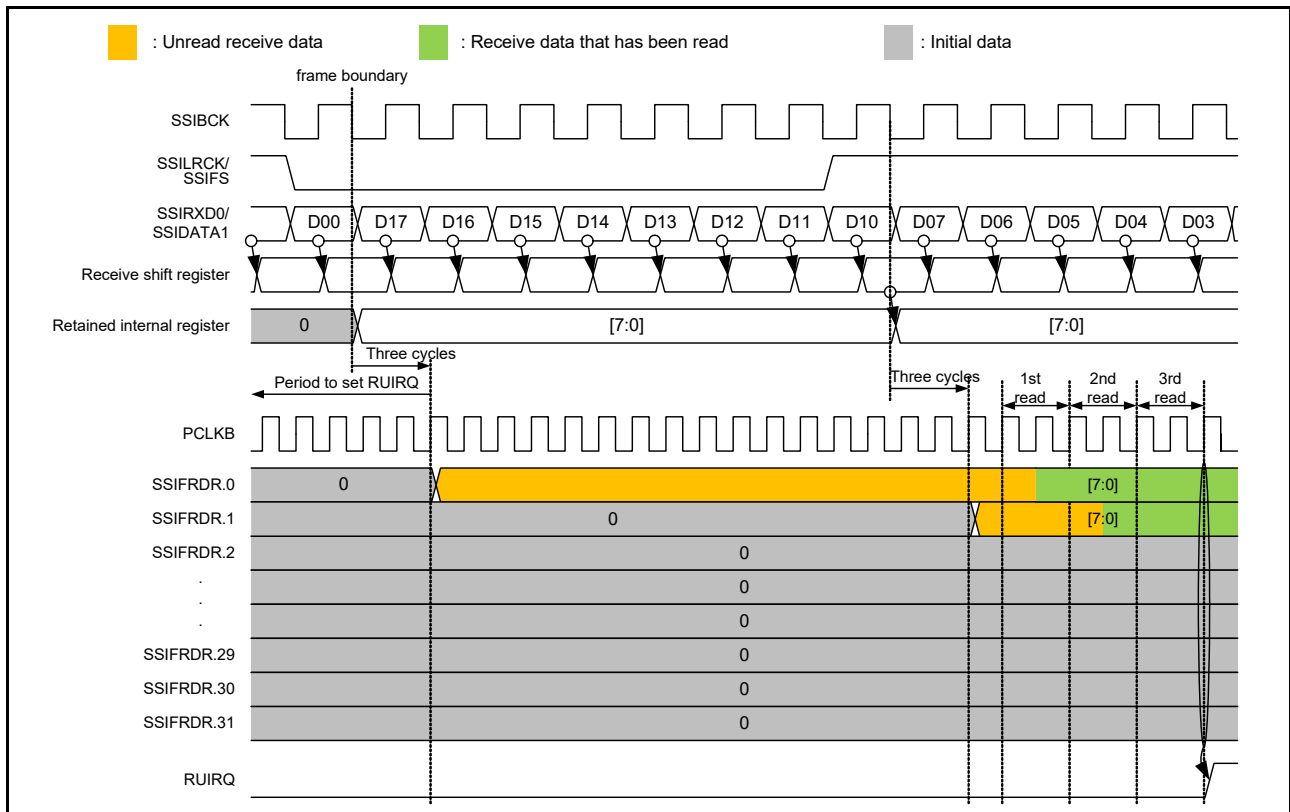 : Unread receive data : Receive data that has been read : Initial data
frame boundary
SSIBCK
SSILRCK/
SSIFS
SSIRXD0/
SSIDATA1
D00 D17 D16 D15 D14 D13 D12 D11 D10 D07 D06 D05 D04 D03
Receive shift register
Retained internal register 0 [7:0] [7:0]
Three cycles
Period to set RUIRQ
Three cycles
1st
read
2nd
read
3rd
read
PCLKB
SSIFRDR.0 0 [7:0]
SSIFRDR.1 0 [7:0]
SSIFRDR.2 0
. 0
.
. 0
SSIFRDR.29 0
SSIFRDR.30 0
SSIFRDR.31 0
RUIRQ